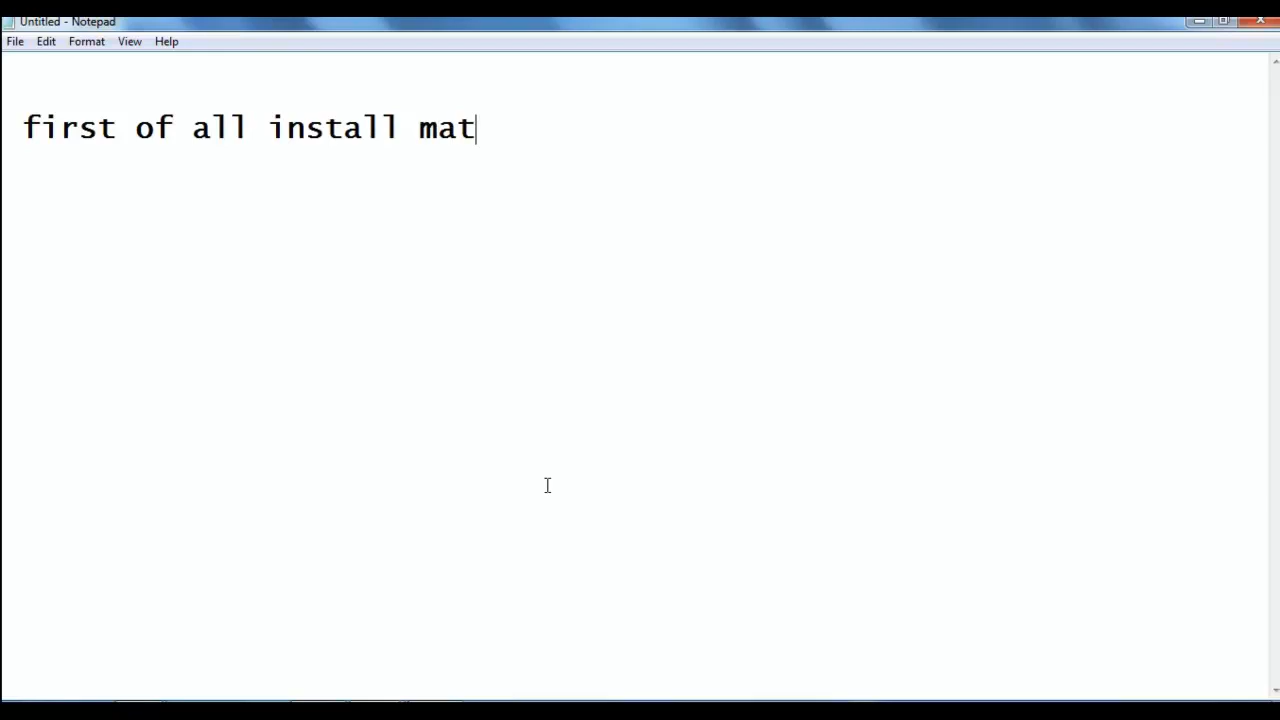 Untitled - Notepad
File Edit Format View Help
first of all install mat